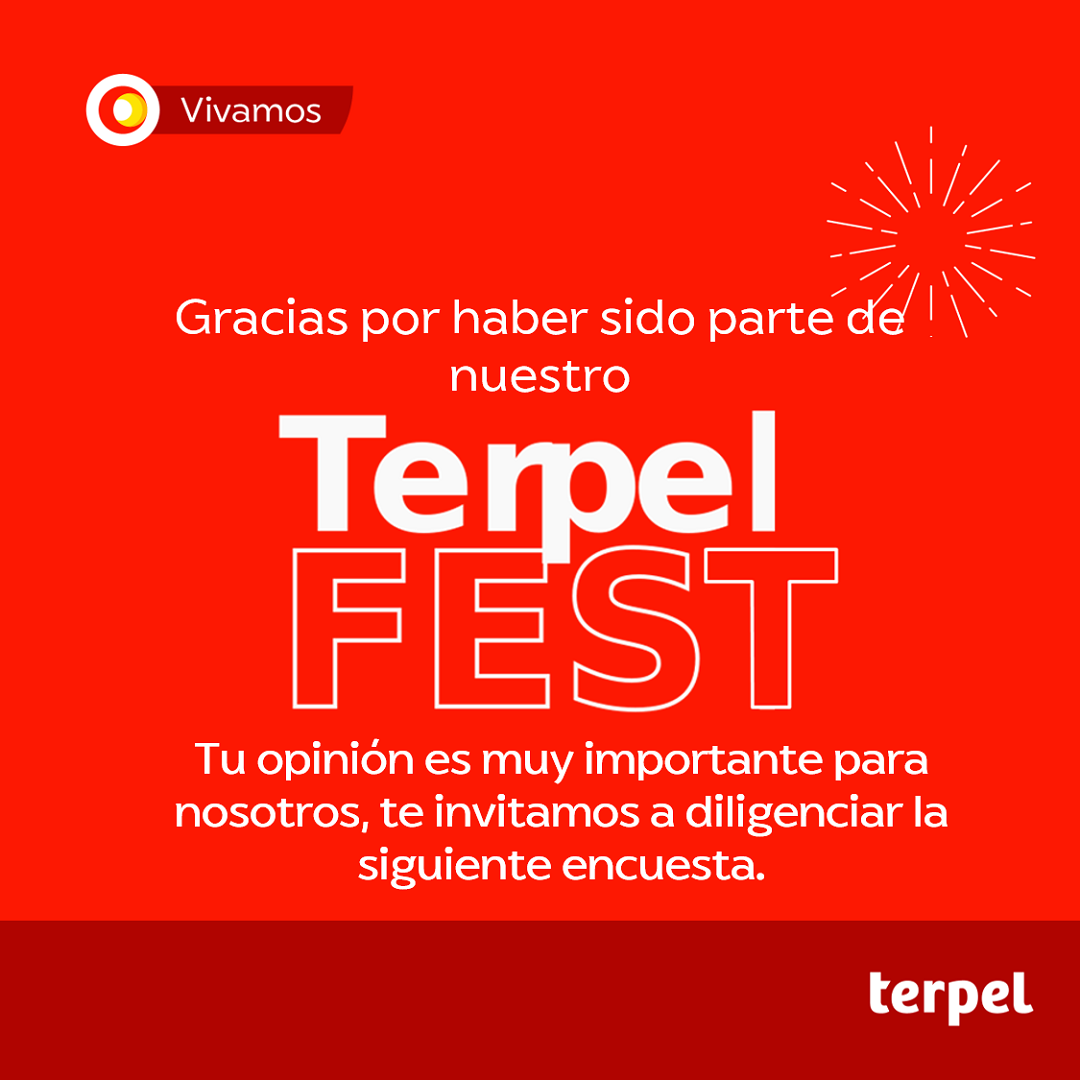 Vivamos
Gracias por haber sido parte de
nuestro
Terpel
FEST
Tu opinión es muy importante para
nosotros, te invitamos a diligenciar la
siguiente encuesta.
terpel